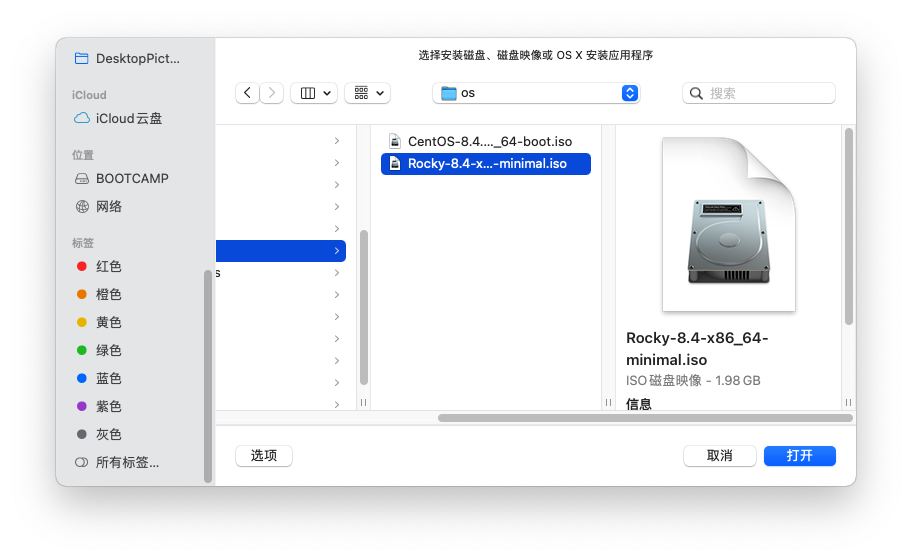 选择安装磁盘、磁盘映像或 OS X 安装应用程序
DesktopPict...
iCloud
iCloud云盘
位置
BOOTCAMP
网络
标签
红色
橙色
黄色
绿色
蓝色
紫色
灰色
所有标签...
os
搜索
s
CentOS-8.4...._64-boot.iso
Rocky-8.4-x...-minimal.iso
Rocky-8.4-x86_64-
minimal.iso
ISO磁盘映像 - 1.98 GB
信息
选项
取消
打开